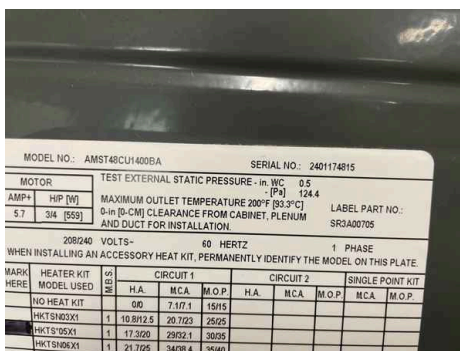 MODEL NO.: AMST48CU1400BA SERIAL NO.: 2401174815
MOTOR TEST EXTERNAL STATIC PRESSURE - in. WC 0.5
- [Pa] 124.4
AMP+ H/P [W] MAXIMUM OUTLET TEMPERATURE 200°F [93.3°C] LABEL PART NO.:
5.7 3/4 [559] 0-in [0-CM] CLEARANCE FROM CABINET, PLENUM SR3A00705
AND DUCT FOR INSTALLATION.
208/240 VOLTS~ 60 HERTZ 1 PHASE
WHEN INSTALLING AN ACCESSORY HEAT KIT, PERMANENTLY IDENTIFY THE MODEL ON THIS PLATE.
MARK HEATER KIT M.B.S. CIRCUIT 1 CIRCUIT 2 SINGLE POINT KIT
HERE MODEL USED H.A. M.C.A. M.O.P. H.A. M.C.A. M.O.P. M.C.A. M.O.P.
NO HEAT KIT 0/0 7.1/7.1 15/15
HKTSN03X1 1 10.8/12.5 20.7/23 25/25
HKTS*05X1 1 17.3/20 29/32.1 30/35
HKTSN06X1 1 21.7/25 34/38.4 35/40